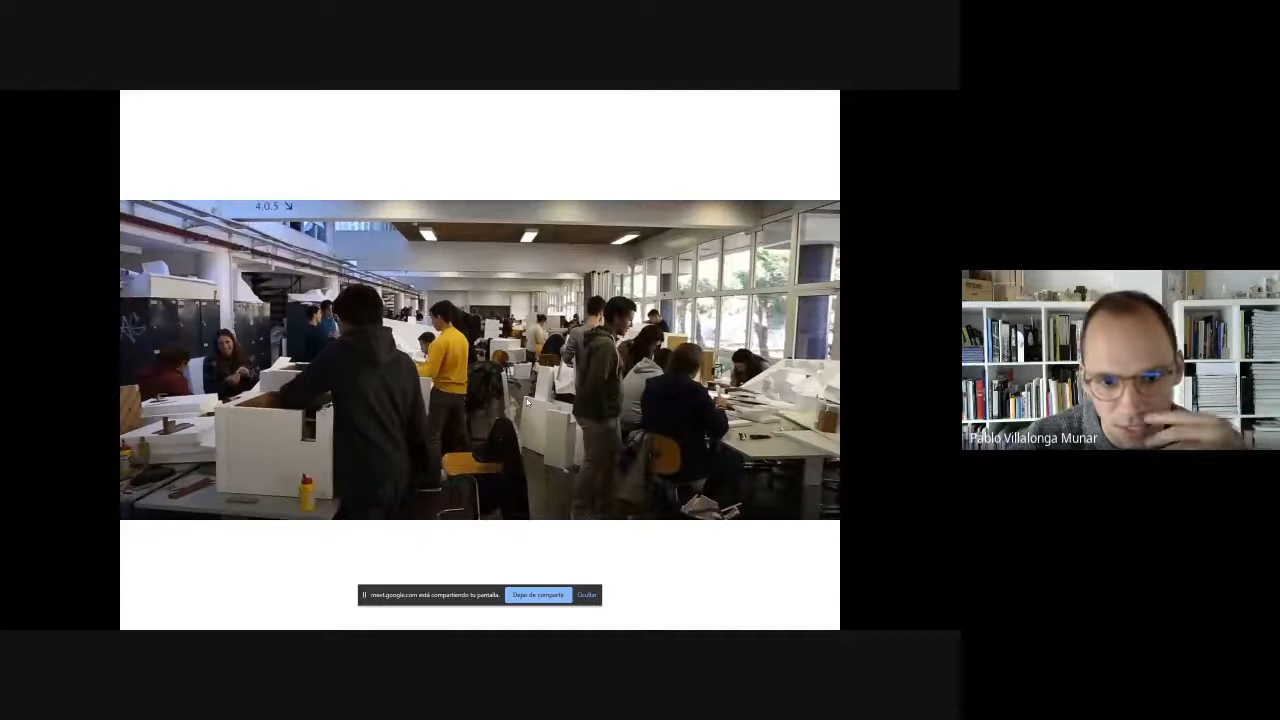 4.0.5 ↘
Pablo Villalonga Munar
meet.google.com está compartiendo tu pantalla.
Dejar de compartir
Ocultar